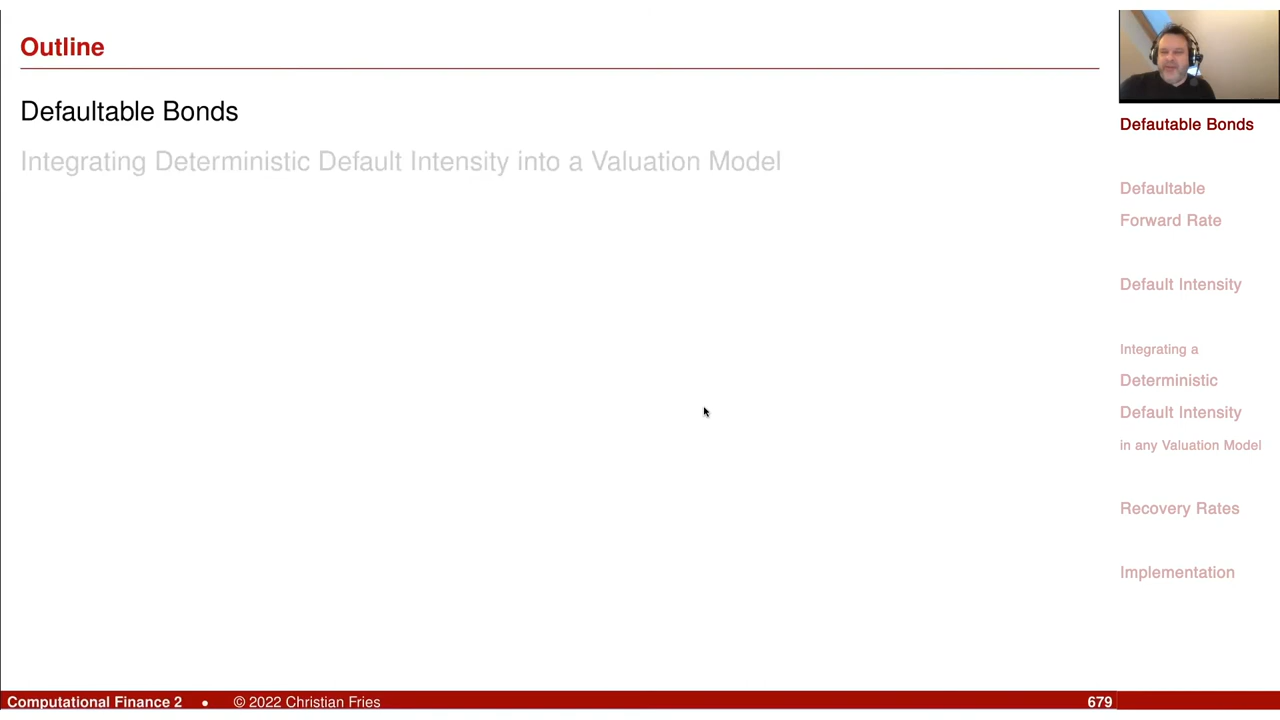 Outline
Defaultable Bonds
Integrating Deterministic Default Intensity into a Valuation Model
Defautable Bonds
Defaultable
Forward Rate
Default Intensity
Integrating a
Deterministic
Default Intensity
in any Valuation Model
Recovery Rates
Implementation
Computational Finance 2 • © 2022 Christian Fries 679